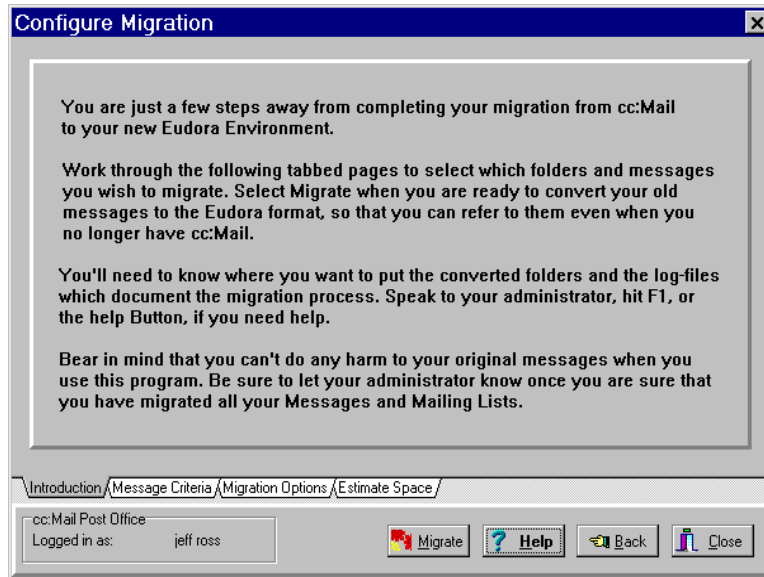 Configure Migration
You are just a few steps away from completing your migration from cc:Mail
to your new Eudora Environment.
Work through the following tabbed pages to select which folders and messages
you wish to migrate. Select Migrate when you are ready to convert your old
messages to the Eudora format, so that you can refer to them even when you
no longer have cc:Mail.
You'll need to know where you want to put the converted folders and the log-files
which document the migration process. Speak to your administrator, hit F1, or
the help Button, if you need help.
Bear in mind that you can't do any harm to your original messages when you
use this program. Be sure to let your administrator know once you are sure that
you have migrated all your Messages and Mailing Lists.
Introduction Message Criteria Migration Options Estimate Space
cc:Mail Post Office
Logged in as: jeff ross
Migrate Help Back Close